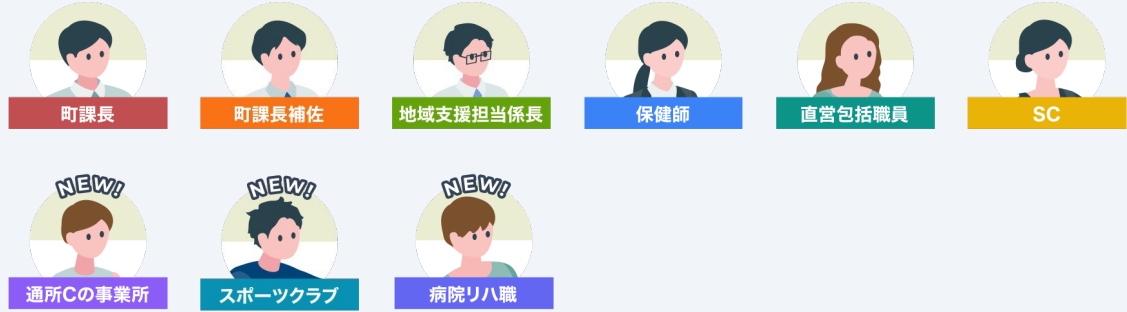 町課長
町課長補佐
地域支援担当係長
保健師
直営包括職員
SC
NEW!
NEW!
NEW!
通所Cの事業所
スポーツクラブ
病院リハ職